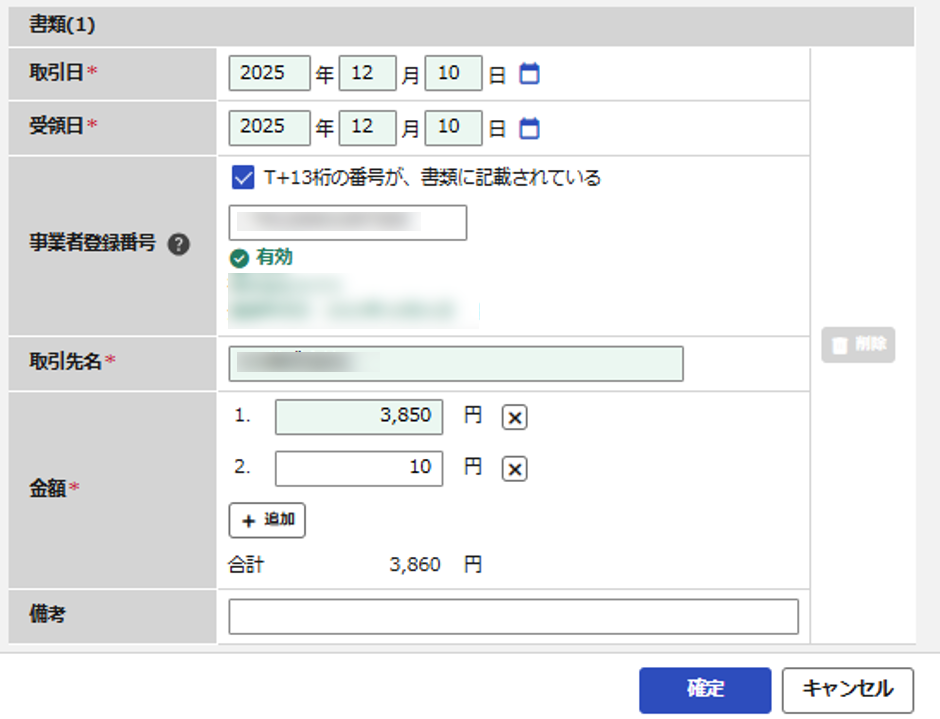 書類(1)
取引日*
2025 年 12 月 10 日
受領日*
2025 年 12 月 10 日
事業者登録番号 ?
T+13桁の番号が、書類に記載されている
有効
取引先名*
金額*
1. 3,850 円
2. 10 円
+ 追加
合計 3,860 円
備考
削除
確定
キャンセル